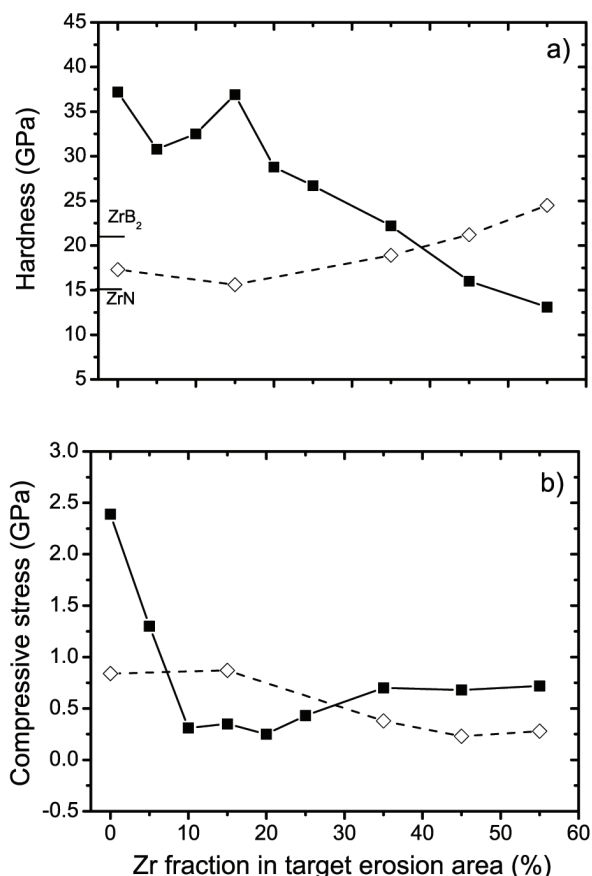 a)
45
40
35
30
25
20
15
10
5
Hardness (GPa)
ZrB₂
ZrN
b)
3.0
2.5
2.0
1.5
1.0
0.5
0.0
-0.5
Compressive stress (GPa)
0 10 20 30 40 50 60
Zr fraction in target erosion area (%)